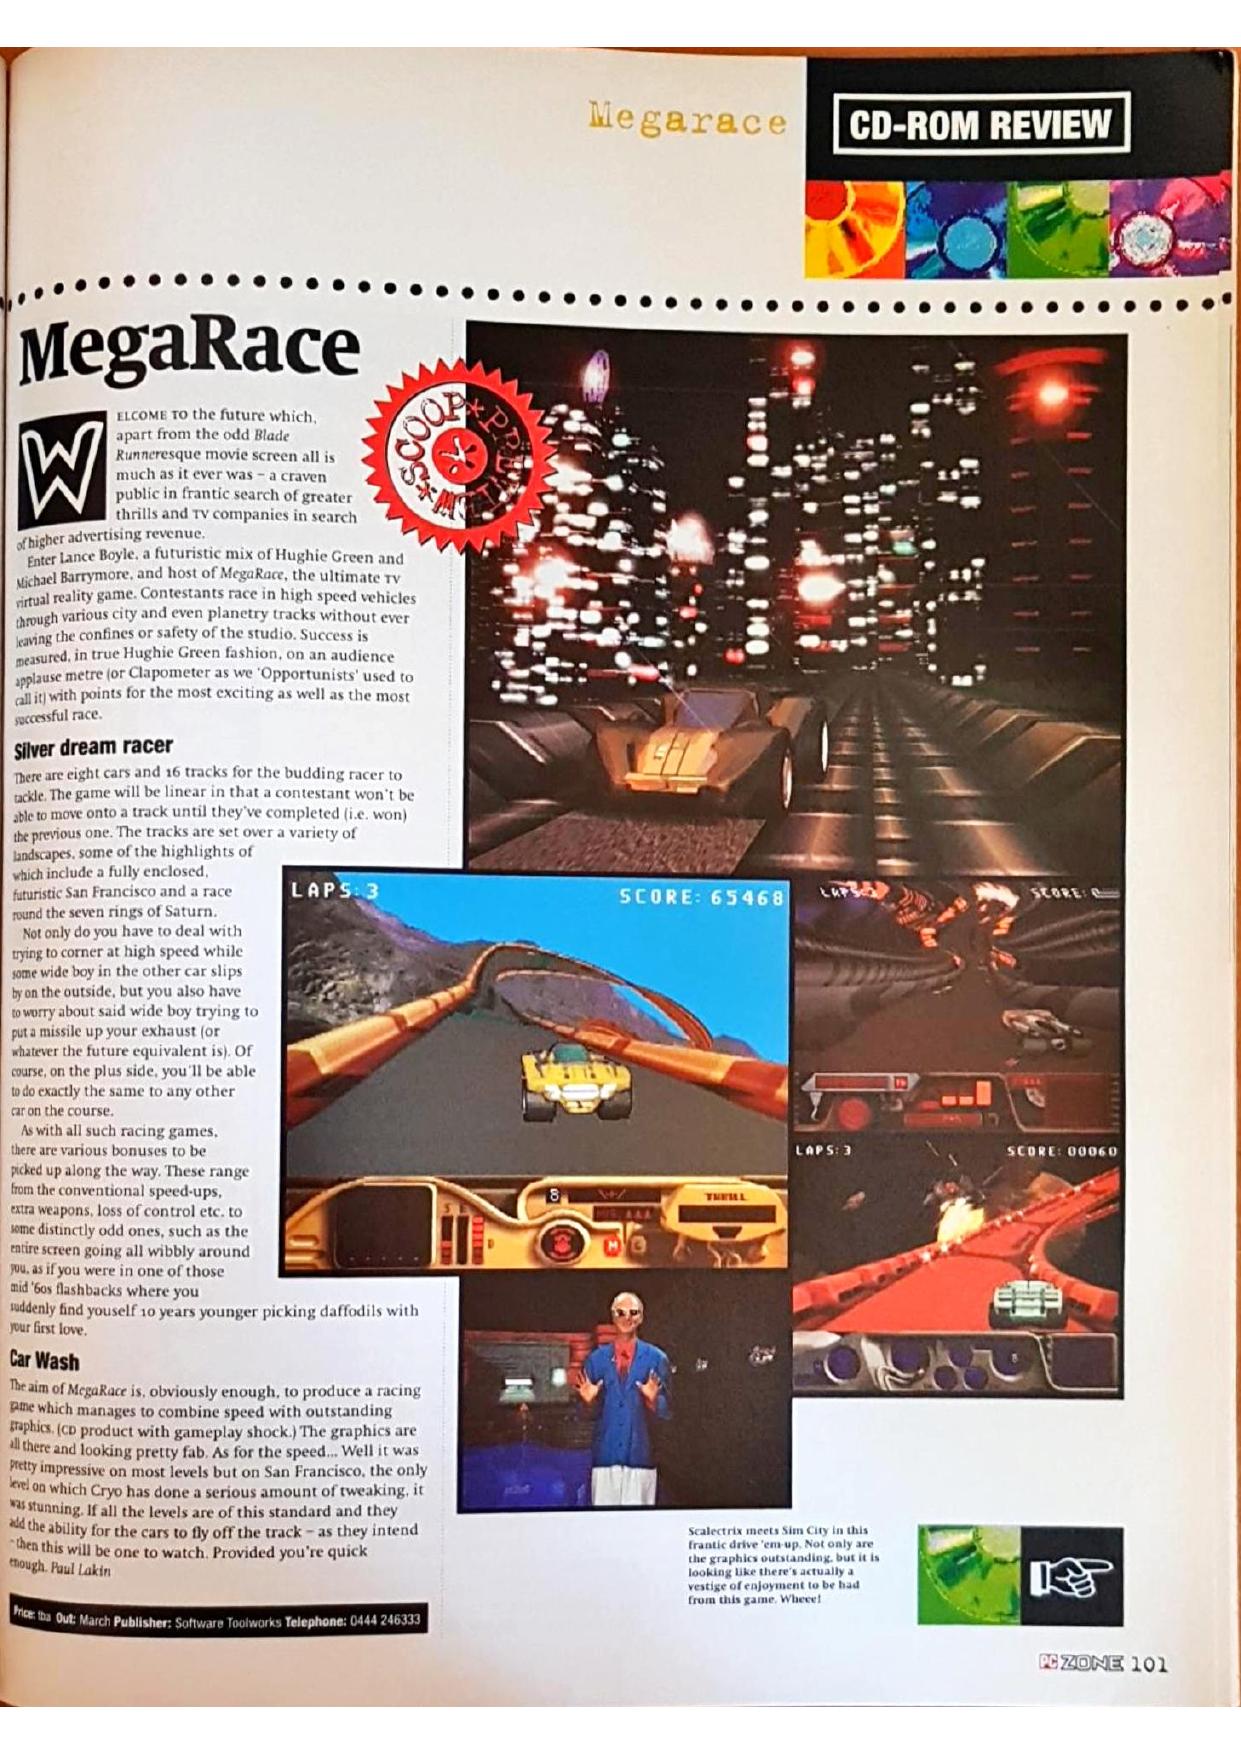 Megarace
CD-ROM REVIEW
MegaRace
SCOOP PREVIEW
WELCOME TO the future which,
apart from the odd Blade
Runneresque movie screen all is
much as it ever was – a craven
public in frantic search of greater
thrills and TV companies in search
of higher advertising revenue.
Enter Lance Boyle, a futuristic mix of Hughie Green and
Michael Barrymore, and host of MegaRace, the ultimate TV
virtual reality game. Contestants race in high speed vehicles
through various city and even planetry tracks without ever
leaving the confines or safety of the studio. Success is
measured, in true Hughie Green fashion, on an audience
applause metre (or Clapometer as we 'Opportunists' used to
call it) with points for the most exciting as well as the most
successful race.
Silver dream racer
There are eight cars and 16 tracks for the budding racer to
tackle. The game will be linear in that a contestant won't be
able to move onto a track until they've completed (i.e. won)
the previous one. The tracks are set over a variety of
landscapes, some of the highlights of
which include a fully enclosed,
futuristic San Francisco and a race
round the seven rings of Saturn.
Not only do you have to deal with
trying to corner at high speed while
some wide boy in the other car slips
by on the outside, but you also have
to worry about said wide boy trying to
put a missile up your exhaust (or
whatever the future equivalent is). Of
course, on the plus side, you'll be able
to do exactly the same to any other
car on the course.
As with all such racing games,
there are various bonuses to be
picked up along the way. These range
from the conventional speed-ups,
extra weapons, loss of control etc. to
some distinctly odd ones, such as the
entire screen going all wibbly around
you, as if you were in one of those
mid '60s flashbacks where you
suddenly find youself 10 years younger picking daffodils with
your first love.
Car Wash
The aim of MegaRace is, obviously enough, to produce a racing
game which manages to combine speed with outstanding
graphics. (CD product with gameplay shock.) The graphics are
all there and looking pretty fab. As for the speed... Well it was
pretty impressive on most levels but on San Francisco, the only
level on which Cryo has done a serious amount of tweaking, it
was stunning. If all the levels are of this standard and they
add the ability for the cars to fly off the track – as they intend
– then this will be one to watch. Provided you're quick
enough. Paul Lakin
Price: tba Out: March Publisher: Software Toolworks Telephone: 0444 246333
LAPS: 3
SCORE: 65468
8
THRILL
LAPS:
SCORE:
LAPS: 3
SCORE: 00060
Scalectrix meets Sim City in this
frantic drive 'em-up. Not only are
the graphics outstanding, but it is
looking like there's actually a
vestige of enjoyment to be had
from this game. Wheee!
PC ZONE 101